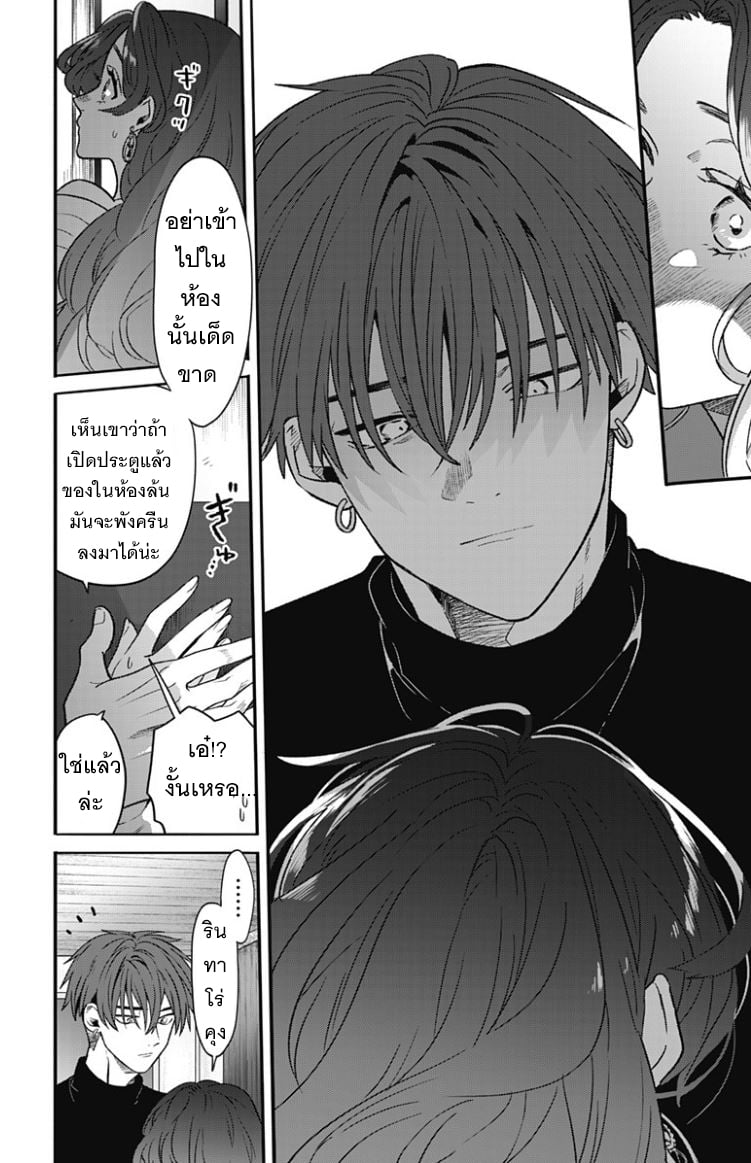 ギクッ
อย่าเข้า
ไปใน
ห้อง
นั้นเด็ด
ขาด
เห็นเขาว่าถ้า
เปิดประตูแล้ว
ของในห้องล้น
มันจะพังครืน
ลงมาได้น่ะ
ぎゅ
เอ๋!?
งั้นเหรอ...
ใช่แล้ว
ล่ะ
......
ริน
ทา
โร่
คุง